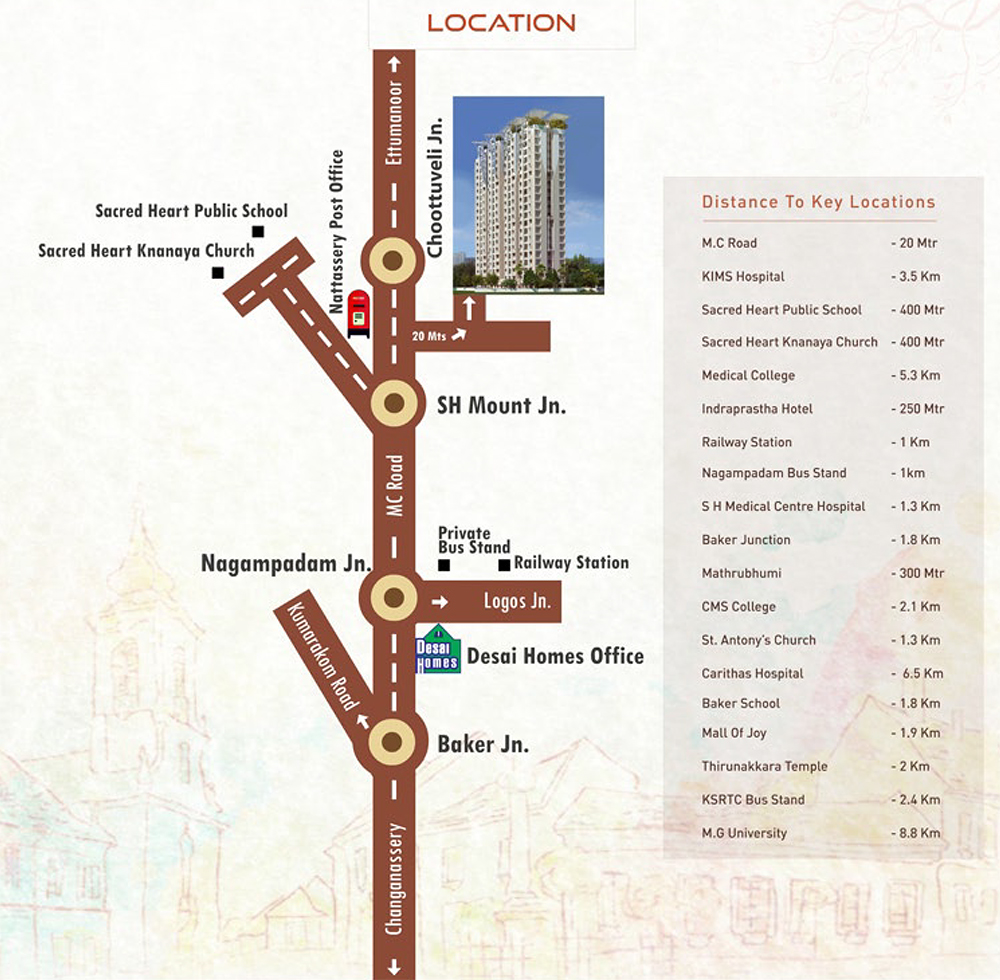 LOCATION
Ettumanoor
Choottuveli Jn.
Nattassery Post Office
Sacred Heart Public School
Sacred Heart Knanaya Church
20 Mts
SH Mount Jn.
MC Road
Private
Bus Stand
Railway Station
Nagampadam Jn.
Logos Jn.
Kumarakom Road
Desai
Homes
Desai Homes Office
Baker Jn.
Changanassery
Distance To Key Locations
M.C Road - 20 Mtr
KIMS Hospital - 3.5 Km
Sacred Heart Public School - 400 Mtr
Sacred Heart Knanaya Church - 400 Mtr
Medical College - 5.3 Km
Indraprastha Hotel - 250 Mtr
Railway Station - 1 Km
Nagampadam Bus Stand - 1km
S H Medical Centre Hospital - 1.3 Km
Baker Junction - 1.8 Km
Mathrubhumi - 300 Mtr
CMS College - 2.1 Km
St. Antony's Church - 1.3 Km
Carithas Hospital - 6.5 Km
Baker School - 1.8 Km
Mall Of Joy - 1.9 Km
Thirunakkara Temple - 2 Km
KSRTC Bus Stand - 2.4 Km
M.G University - 8.8 Km